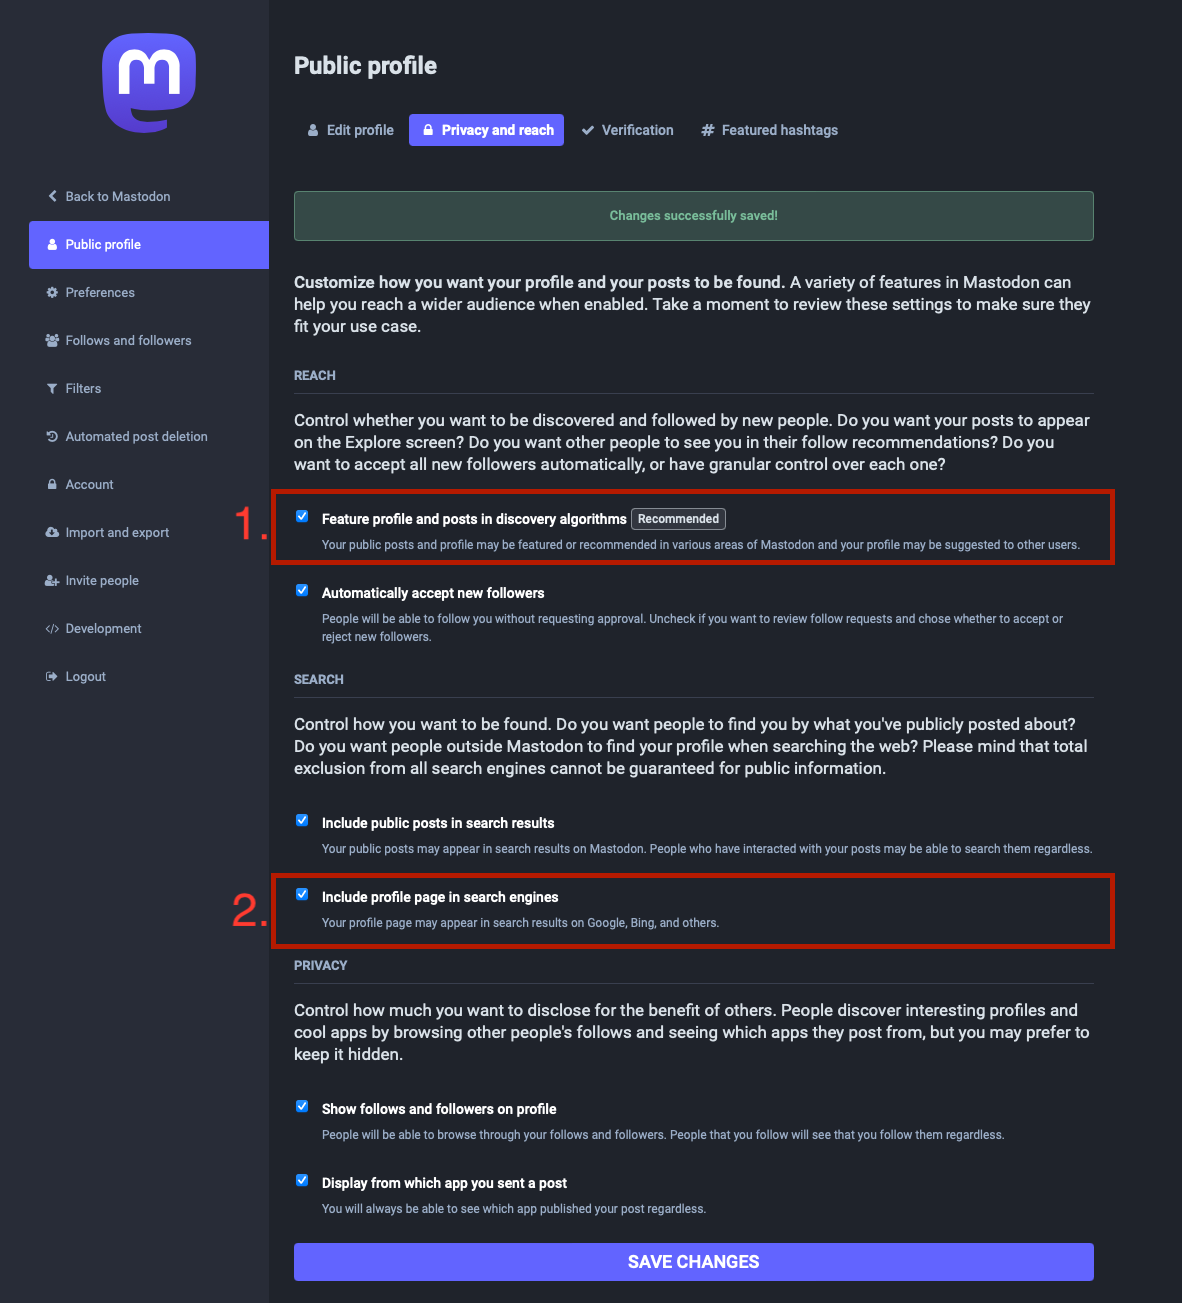 Public profile
Edit profile
Privacy and reach
Verification
Featured hashtags
Back to Mastodon
Public profile
Preferences
Follows and followers
Filters
Automated post deletion
Account
Import and export
Invite people
Development
Logout
Changes successfully saved!
Customize how you want your profile and your posts to be found. A variety of features in Mastodon can
help you reach a wider audience when enabled. Take a moment to review these settings to make sure they
fit your use case.
REACH
Control whether you want to be discovered and followed by new people. Do you want your posts to appear
on the Explore screen? Do you want other people to see you in their follow recommendations? Do you
want to accept all new followers automatically, or have granular control over each one?
1.
Feature profile and posts in discovery algorithms Recommended
Your public posts and profile may be featured or recommended in various areas of Mastodon and your profile may be suggested to other users.
Automatically accept new followers
People will be able to follow you without requesting approval. Uncheck if you want to review follow requests and chose whether to accept or
reject new followers.
SEARCH
Control how you want to be found. Do you want people to find you by what you've publicly posted about?
Do you want people outside Mastodon to find your profile when searching the web? Please mind that total
exclusion from all search engines cannot be guaranteed for public information.
Include public posts in search results
Your public posts may appear in search results on Mastodon. People who have interacted with your posts may be able to search them regardless.
2.
Include profile page in search engines
Your profile page may appear in search results on Google, Bing, and others.
PRIVACY
Control how much you want to disclose for the benefit of others. People discover interesting profiles and
cool apps by browsing other people's follows and seeing which apps they post from, but you may prefer to
keep it hidden.
Show follows and followers on profile
People will be able to browse through your follows and followers. People that you follow will see that you follow them regardless.
Display from which app you sent a post
You will always be able to see which app published your post regardless.
SAVE CHANGES